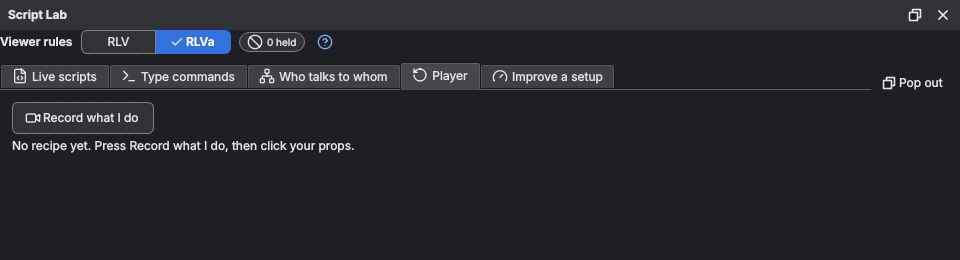 Script Lab
Viewer rules RLV RLVa 0 held ?
Live scripts Type commands Who talks to whom Player Improve a setup Pop out
Record what I do
No recipe yet. Press Record what I do, then click your props.